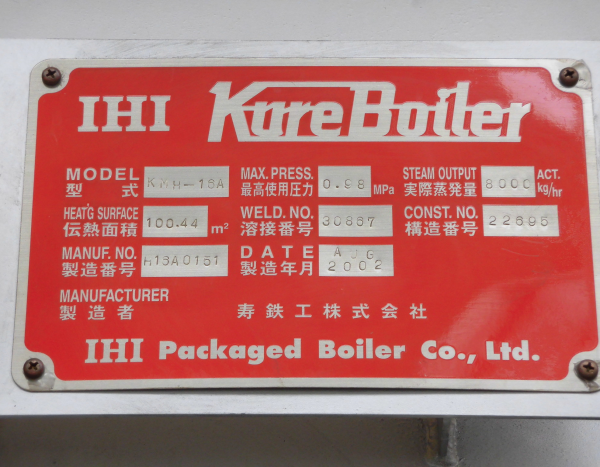 IHI KureBoiler
MODEL KMH-16A MAX. PRESS. 0.98 MPa STEAM OUTPUT 8000 ACT. kg/hr
型式 最高使用圧力 実際蒸発量
HEAT'G SURFACE 100.44 m² WELD. NO. 30867 CONST. NO. 22695
伝熱面積 溶接番号 構造番号
MANUF. NO. H16A0151 DATE AUG 2002
製造番号 製造年月
MANUFACTURER
製造者 寿鉄工株式会社
IHI Packaged Boiler Co., Ltd.